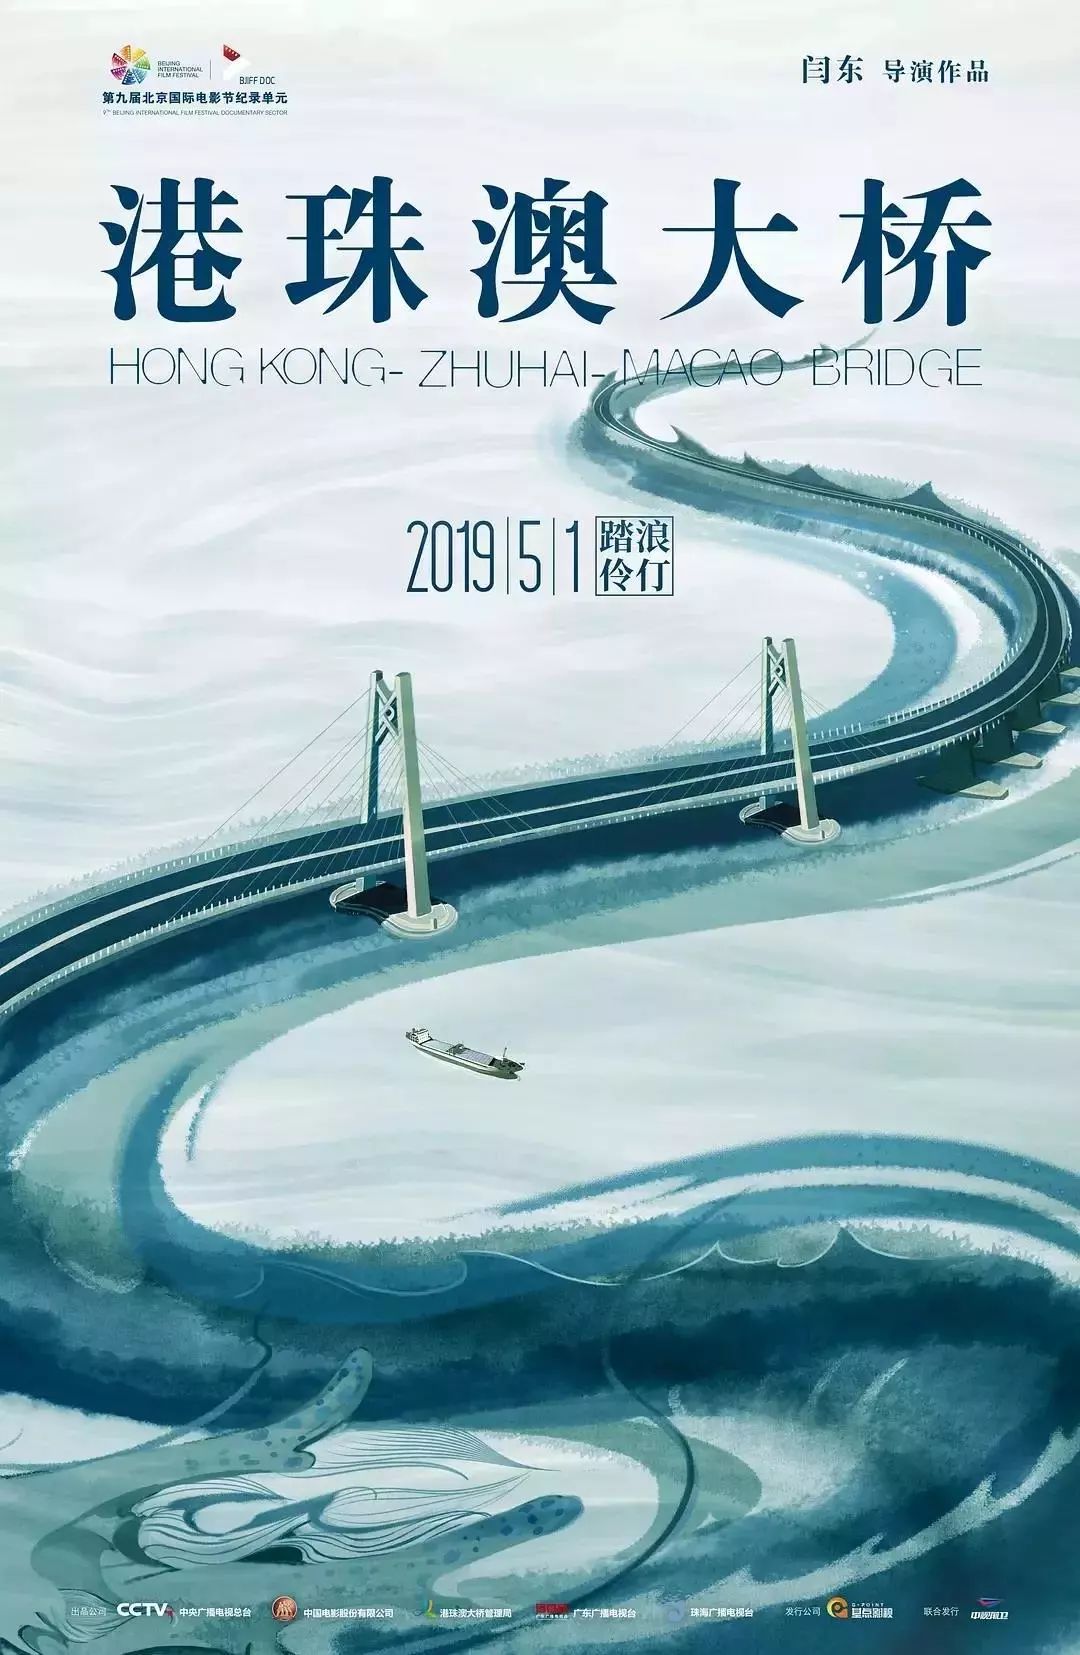 BEIJING
INTERNATIONAL
FILM FESTIVAL
BJIFF DOC
第九届北京国际电影节纪录单元
9TH BEIJING INTERNATIONAL FILM FESTIVAL DOCUMENTARY SECTOR
闫东 导演作品
港珠澳大桥
HONG KONG-ZHUHAI-MACAO BRIDGE
2019|5|1 踏浪
伶仃
出品公司 CCTV 中央广播电视总台 中国电影股份有限公司 港珠澳大桥管理局 广东广播电视台 珠海广播电视台 发行公司 G-POINT 基点影视 联合发行 中视南卫